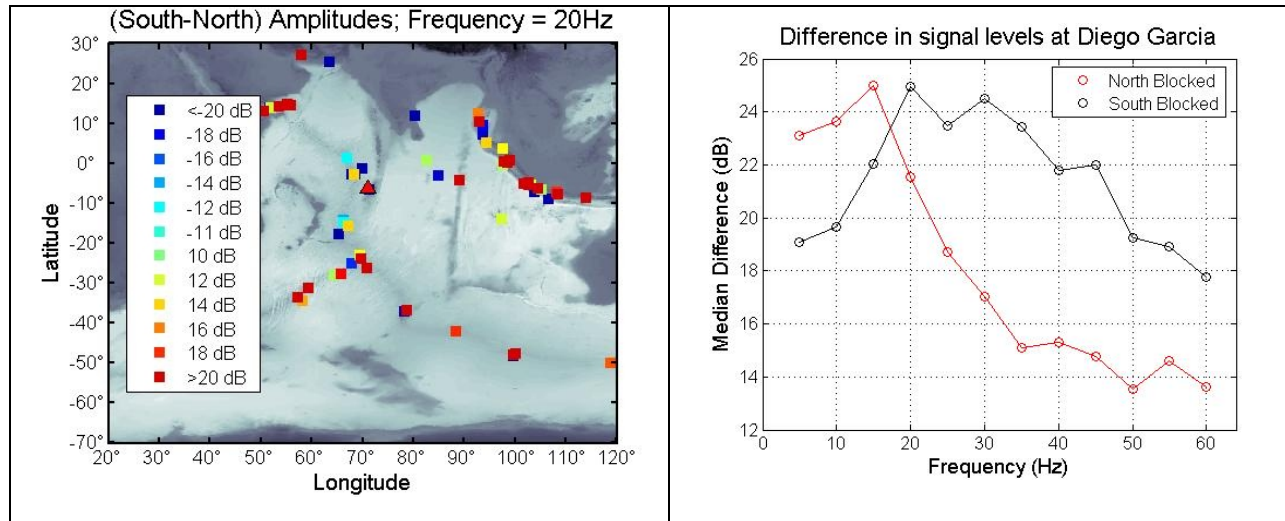 (South-North) Amplitudes; Frequency = 20Hz
30°
20°
10°
0°
-10°
-20°
-30°
-40°
-50°
-60°
-70°
Latitude
<-20 dB
-18 dB
-16 dB
-14 dB
-12 dB
-11 dB
10 dB
12 dB
14 dB
16 dB
18 dB
>20 dB
20° 30° 40° 50° 60° 70° 80° 90° 100° 110° 120°
Longitude
Difference in signal levels at Diego Garcia
26
24
22
20
18
16
14
12
Median Difference (dB)
North Blocked
South Blocked
0 10 20 30 40 50 60
Frequency (Hz)